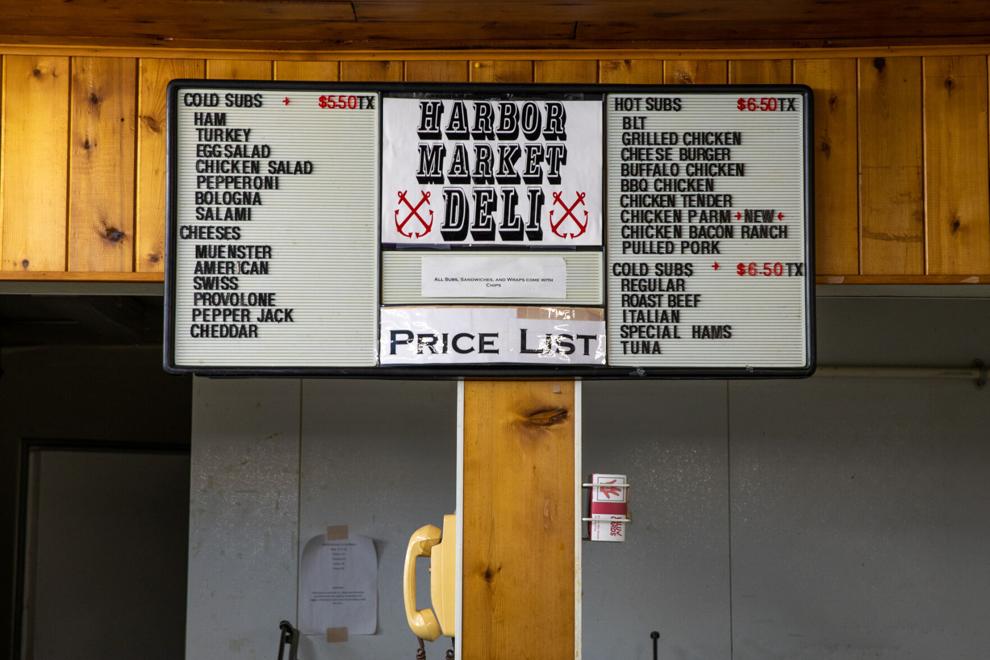 COLD SUBS → $5.50TX
HAM
TURKEY
EGG SALAD
CHICKEN SALAD
PEPPERONI
BOLOGNA
SALAMI
CHEESES
MUENSTER
AMERICAN
SWISS
PROVOLONE
PEPPER JACK
CHEDDAR
HARBOR
MARKET
DELI
ALL SUBS, SANDWICHES, AND WRAPS COME WITH
CHIPS
PRICE LIST
HOT SUBS $6.50TX
BLT
GRILLED CHICKEN
CHEESE BURGER
BUFFALO CHICKEN
BBQ CHICKEN
CHICKEN TENDER
CHICKEN PARM →NEW←
CHICKEN BACON RANCH
PULLED PORK
COLD SUBS → $6.50TX
REGULAR
ROAST BEEF
ITALIAN
SPECIAL HAMS
TUNA